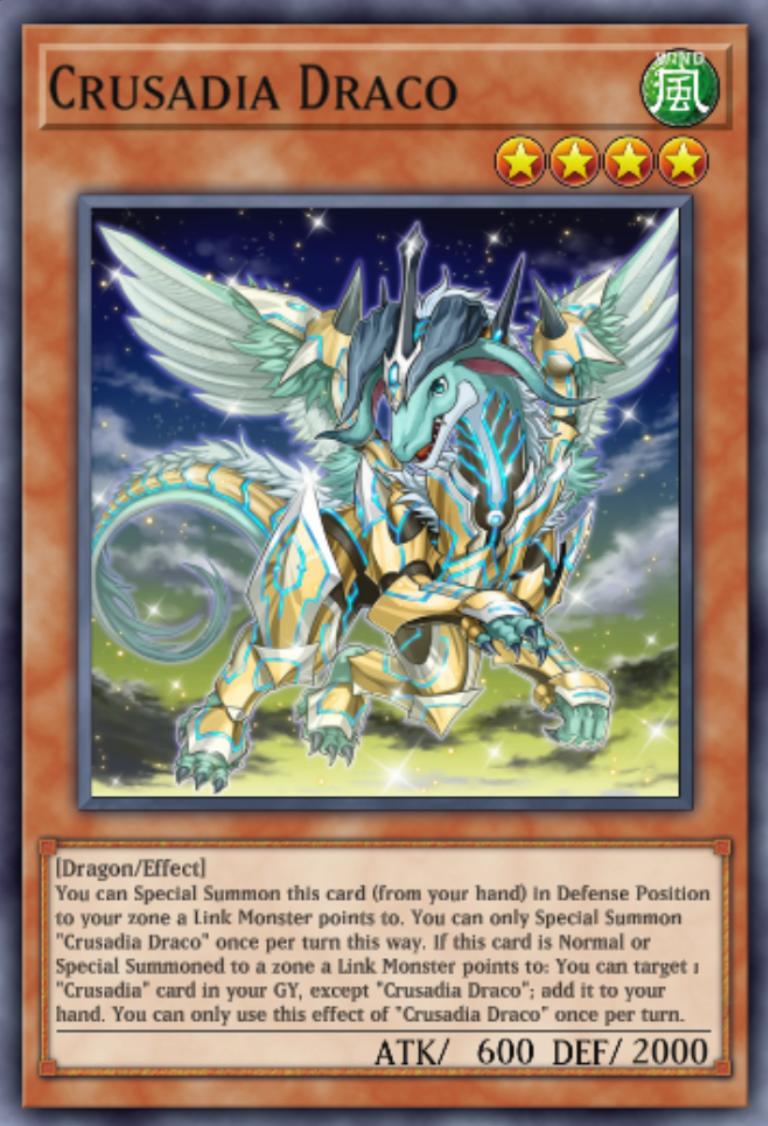 Crusadia Draco
WIND
風
[Dragon/Effect]
You can Special Summon this card (from your hand) in Defense Position
to your zone a Link Monster points to. You can only Special Summon
"Crusadia Draco" once per turn this way. If this card is Normal or
Special Summoned to a zone a Link Monster points to: You can target 1
"Crusadia" card in your GY, except "Crusadia Draco"; add it to your
hand. You can only use this effect of "Crusadia Draco" once per turn.
ATK/ 600 DEF/ 2000